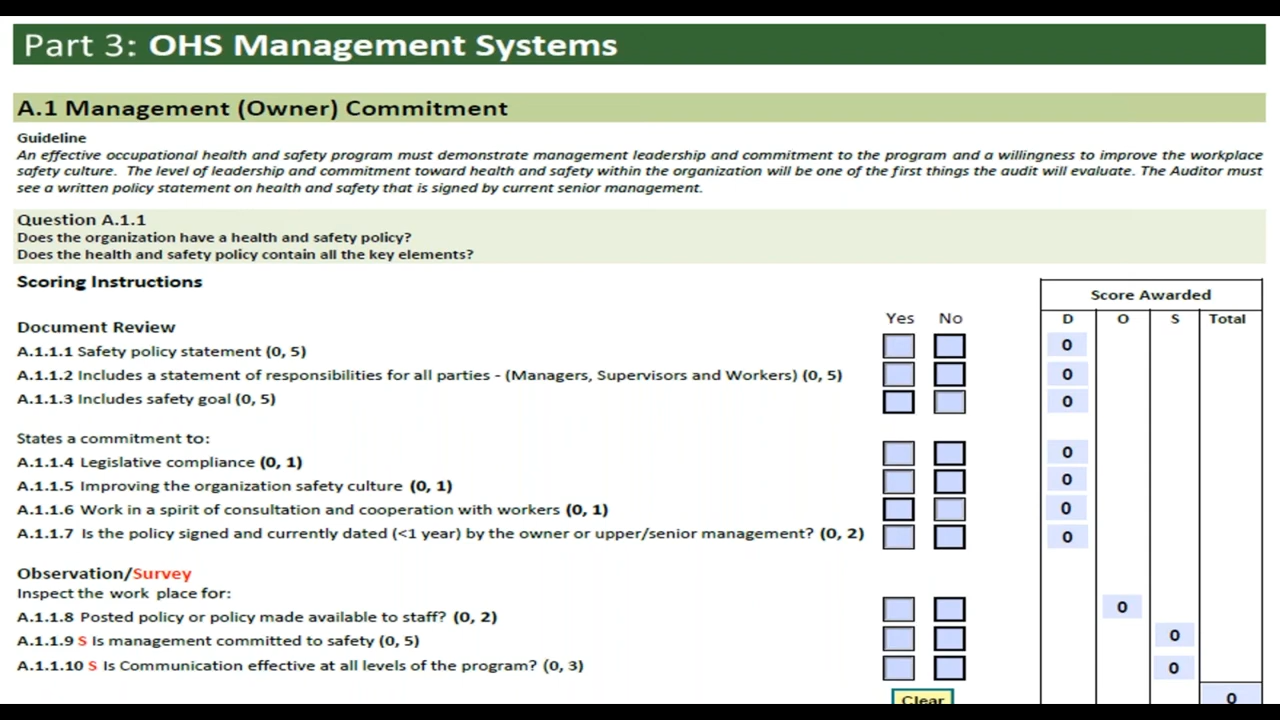 Part 3: OHS Management Systems
A.1 Management (Owner) Commitment
Guideline
An effective occupational health and safety program must demonstrate management leadership and commitment to the program and a willingness to improve the workplace
safety culture. The level of leadership and commitment toward health and safety within the organization will be one of the first things the audit will evaluate. The Auditor must
see a written policy statement on health and safety that is signed by current senior management.
Question A.1.1
Does the organization have a health and safety policy?
Does the health and safety policy contain all the key elements?
Scoring Instructions
Score Awarded
Document Review Yes No D O S Total
A.1.1.1 Safety policy statement (0, 5) 0
A.1.1.2 Includes a statement of responsibilities for all parties - (Managers, Supervisors and Workers) (0, 5) 0
A.1.1.3 Includes safety goal (0, 5) 0
States a commitment to:
A.1.1.4 Legislative compliance (0, 1) 0
A.1.1.5 Improving the organization safety culture (0, 1) 0
A.1.1.6 Work in a spirit of consultation and cooperation with workers (0, 1) 0
A.1.1.7 Is the policy signed and currently dated (<1 year) by the owner or upper/senior management? (0, 2) 0
Observation/Survey
Inspect the work place for:
A.1.1.8 Posted policy or policy made available to staff? (0, 2) 0
A.1.1.9 S Is management committed to safety (0, 5) 0
A.1.1.10 S Is Communication effective at all levels of the program? (0, 3) 0
Clear 0